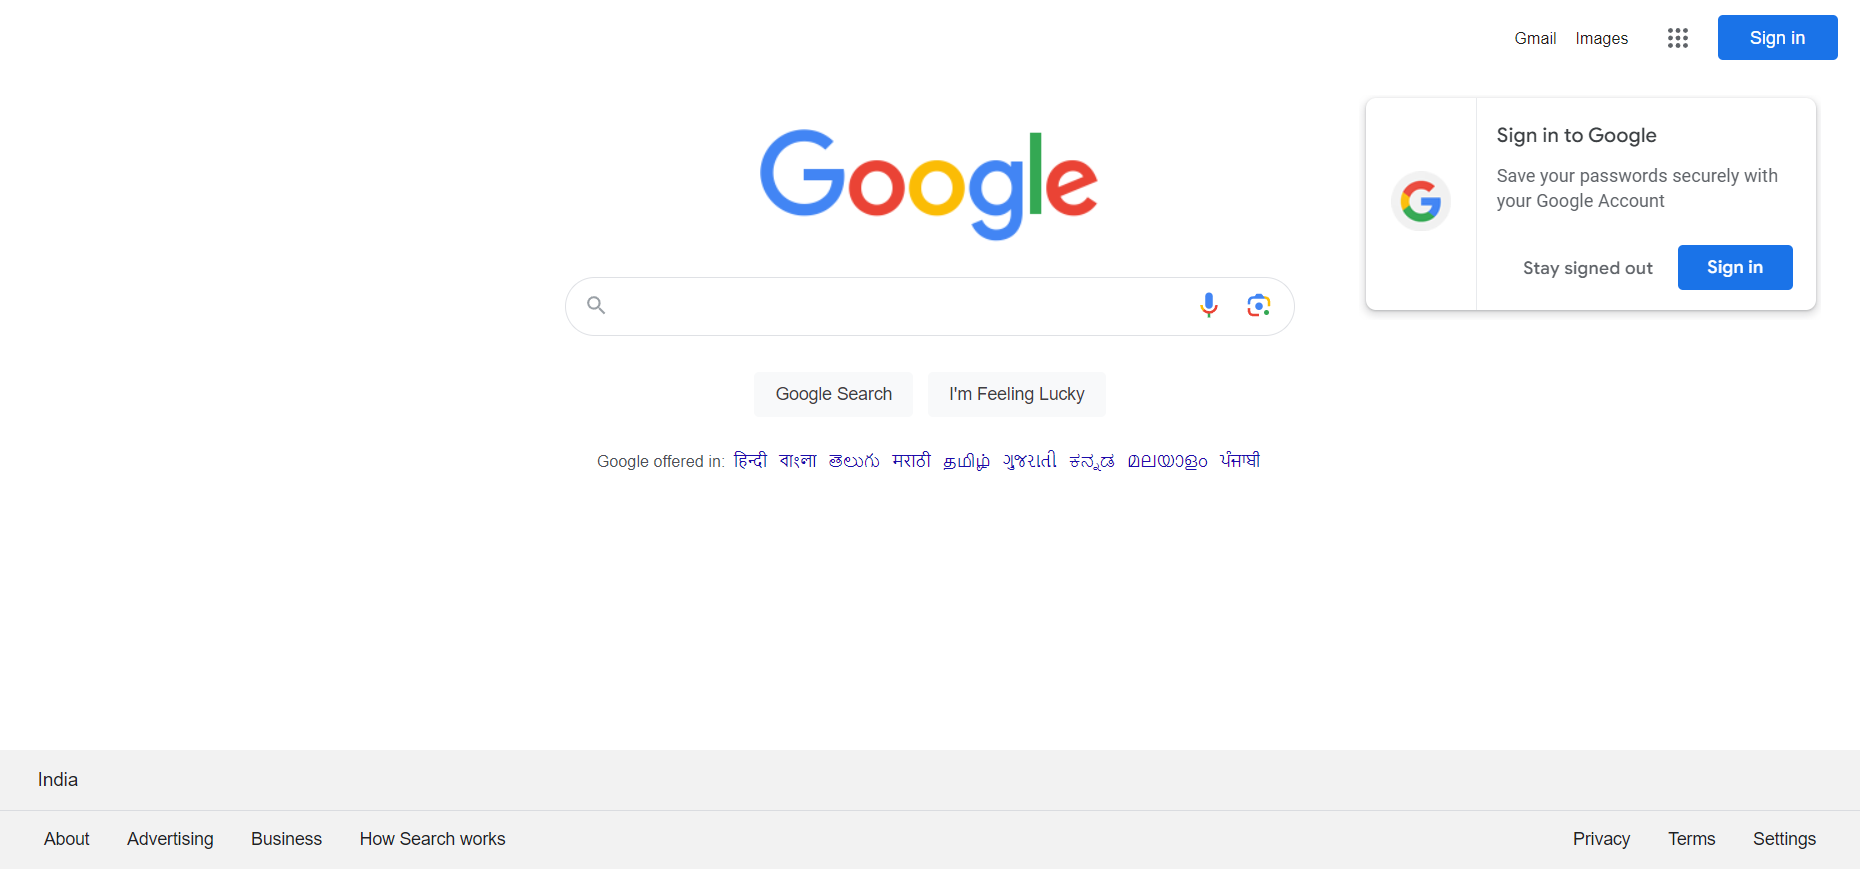 Gmail Images Sign in
Google
Sign in to Google
Save your passwords securely with
your Google Account
Stay signed out Sign in
Google Search I'm Feeling Lucky
Google offered in: हिन्दी বাংলা తెలుగు मराठी தமிழ் ગુજરાતી ಕನ್ನಡ മലയാളം ਪੰਜਾਬੀ
India
About Advertising Business How Search works Privacy Terms Settings